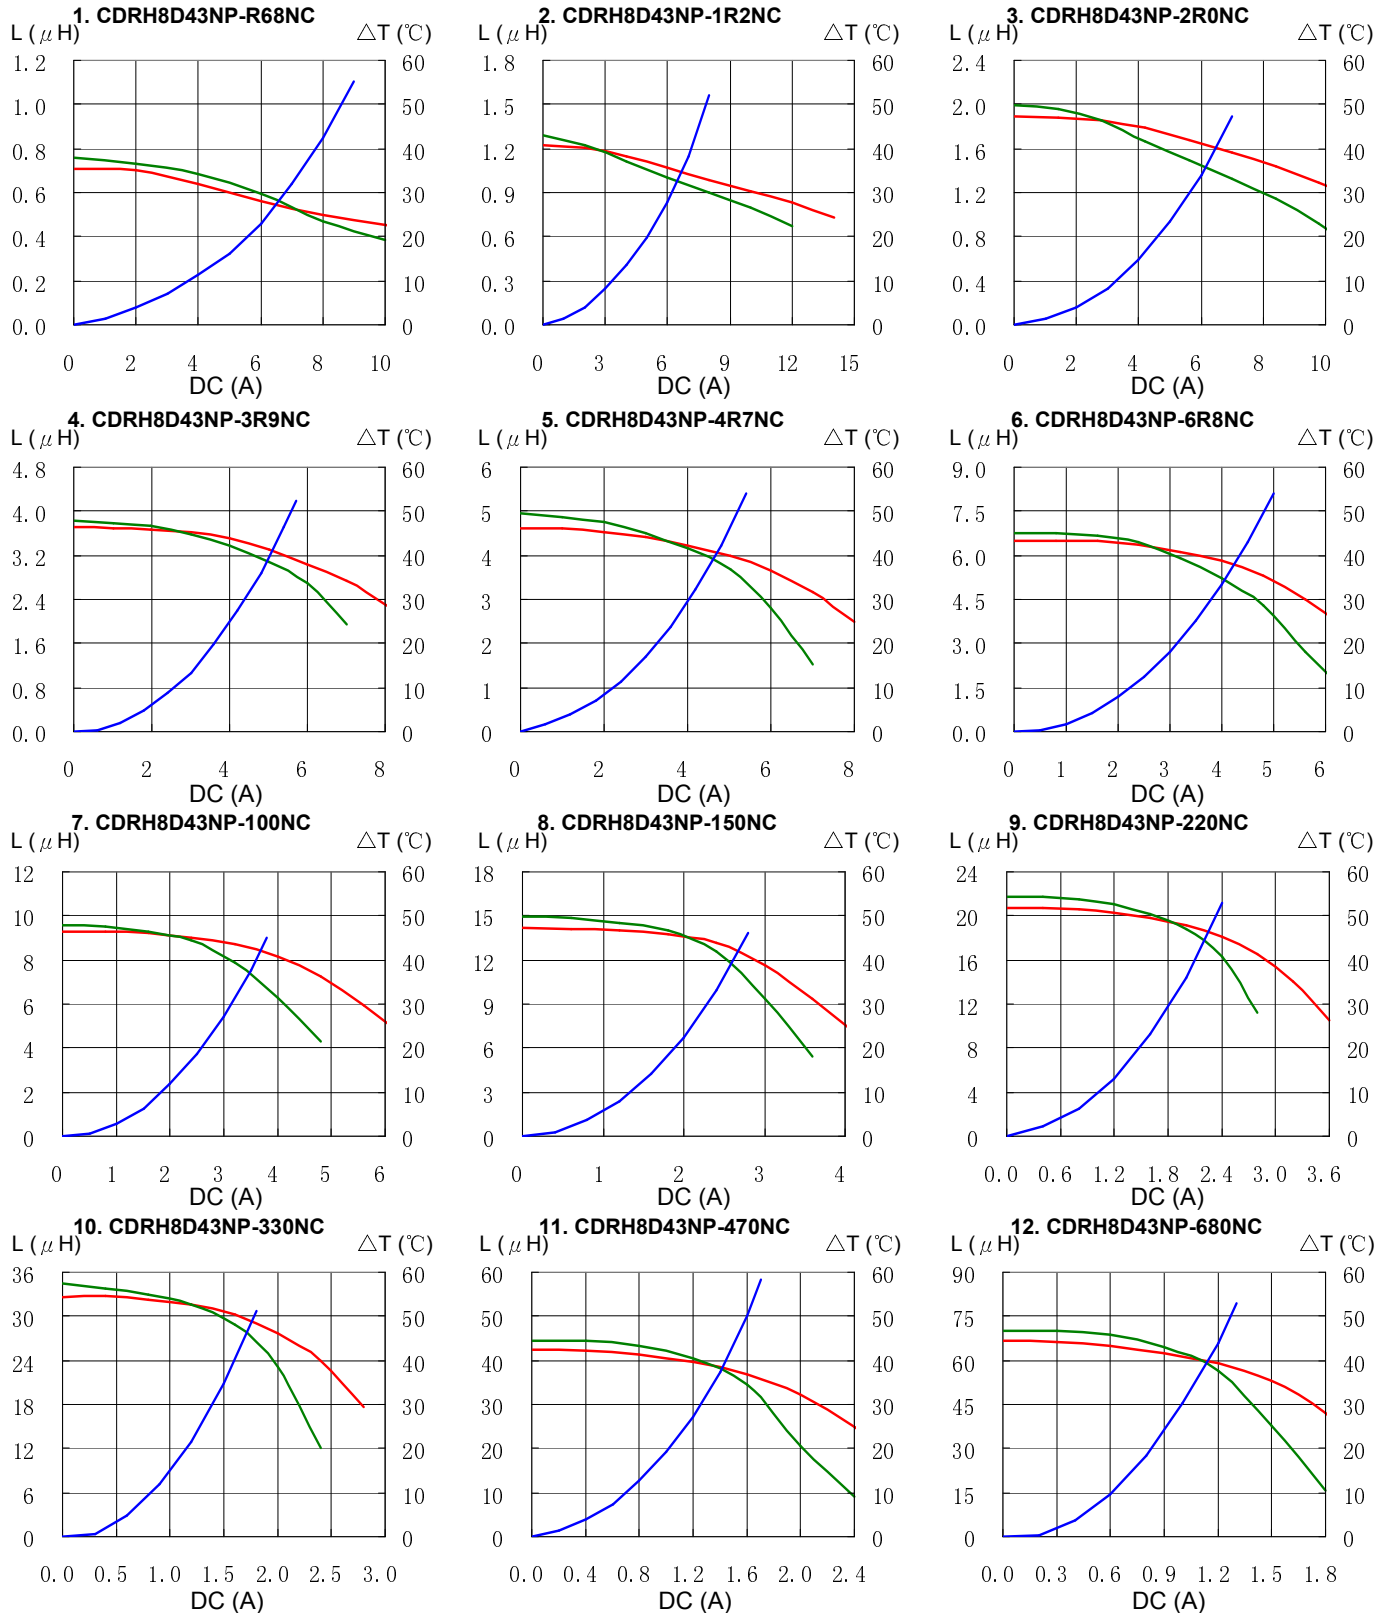 1. CDRH8D43NP-R68NC
L (μH) △T (℃)
1.2 60
1.0 50
0.8 40
0.6 30
0.4 20
0.2 10
0.0 0
0 2 4 6 8 10
DC (A)
2. CDRH8D43NP-1R2NC
L (μH) △T (℃)
1.8 60
1.5 50
1.2 40
0.9 30
0.6 20
0.3 10
0.0 0
0 3 6 9 12 15
DC (A)
3. CDRH8D43NP-2R0NC
L (μH) △T (℃)
2.4 60
2.0 50
1.6 40
1.2 30
0.8 20
0.4 10
0.0 0
0 2 4 6 8 10
DC (A)
4. CDRH8D43NP-3R9NC
L (μH) △T (℃)
4.8 60
4.0 50
3.2 40
2.4 30
1.6 20
0.8 10
0.0 0
0 2 4 6 8
DC (A)
5. CDRH8D43NP-4R7NC
L (μH) △T (℃)
6 60
5 50
4 40
3 30
2 20
1 10
0 0
0 2 4 6 8
DC (A)
6. CDRH8D43NP-6R8NC
L (μH) △T (℃)
9.0 60
7.5 50
6.0 40
4.5 30
3.0 20
1.5 10
0.0 0
0 1 2 3 4 5 6
DC (A)
7. CDRH8D43NP-100NC
L (μH) △T (℃)
12 60
10 50
8 40
6 30
4 20
2 10
0 0
0 1 2 3 4 5 6
DC (A)
8. CDRH8D43NP-150NC
L (μH) △T (℃)
18 60
15 50
12 40
9 30
6 20
3 10
0 0
0 1 2 3 4
DC (A)
9. CDRH8D43NP-220NC
L (μH) △T (℃)
24 60
20 50
16 40
12 30
8 20
4 10
0 0
0.0 0.6 1.2 1.8 2.4 3.0 3.6
DC (A)
10. CDRH8D43NP-330NC
L (μH) △T (℃)
36 60
30 50
24 40
18 30
12 20
6 10
0 0
0.0 0.5 1.0 1.5 2.0 2.5 3.0
DC (A)
11. CDRH8D43NP-470NC
L (μH) △T (℃)
60 60
50 50
40 40
30 30
20 20
10 10
0 0
0.0 0.4 0.8 1.2 1.6 2.0 2.4
DC (A)
12. CDRH8D43NP-680NC
L (μH) △T (℃)
90 60
75 50
60 40
45 30
30 20
15 10
0 0
0.0 0.3 0.6 0.9 1.2 1.5 1.8
DC (A)